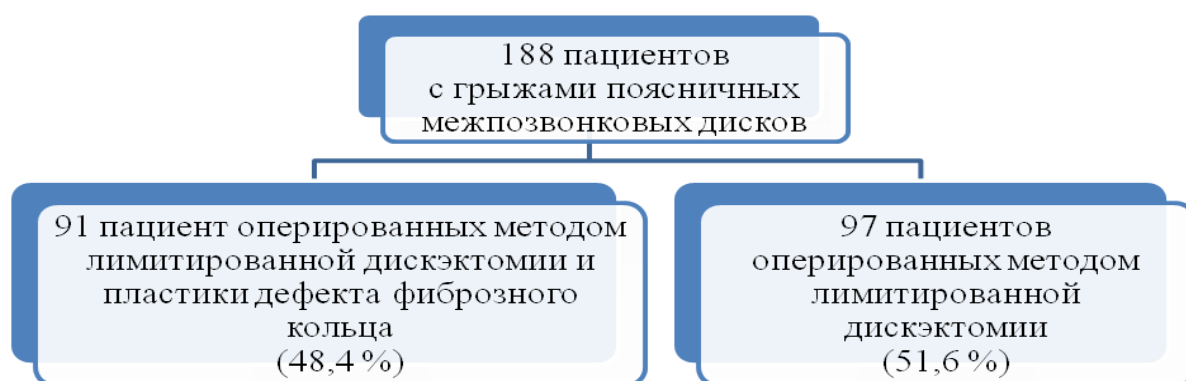 188 пациентов
с грыжами поясничных
межпозвонковых дисков
91 пациент оперированных методом
лимитированной дискэктомии и
пластики дефекта фиброзного
кольца
(48,4 %)
97 пациентов
оперированных методом
лимитированной
дискэктомии
(51,6 %)